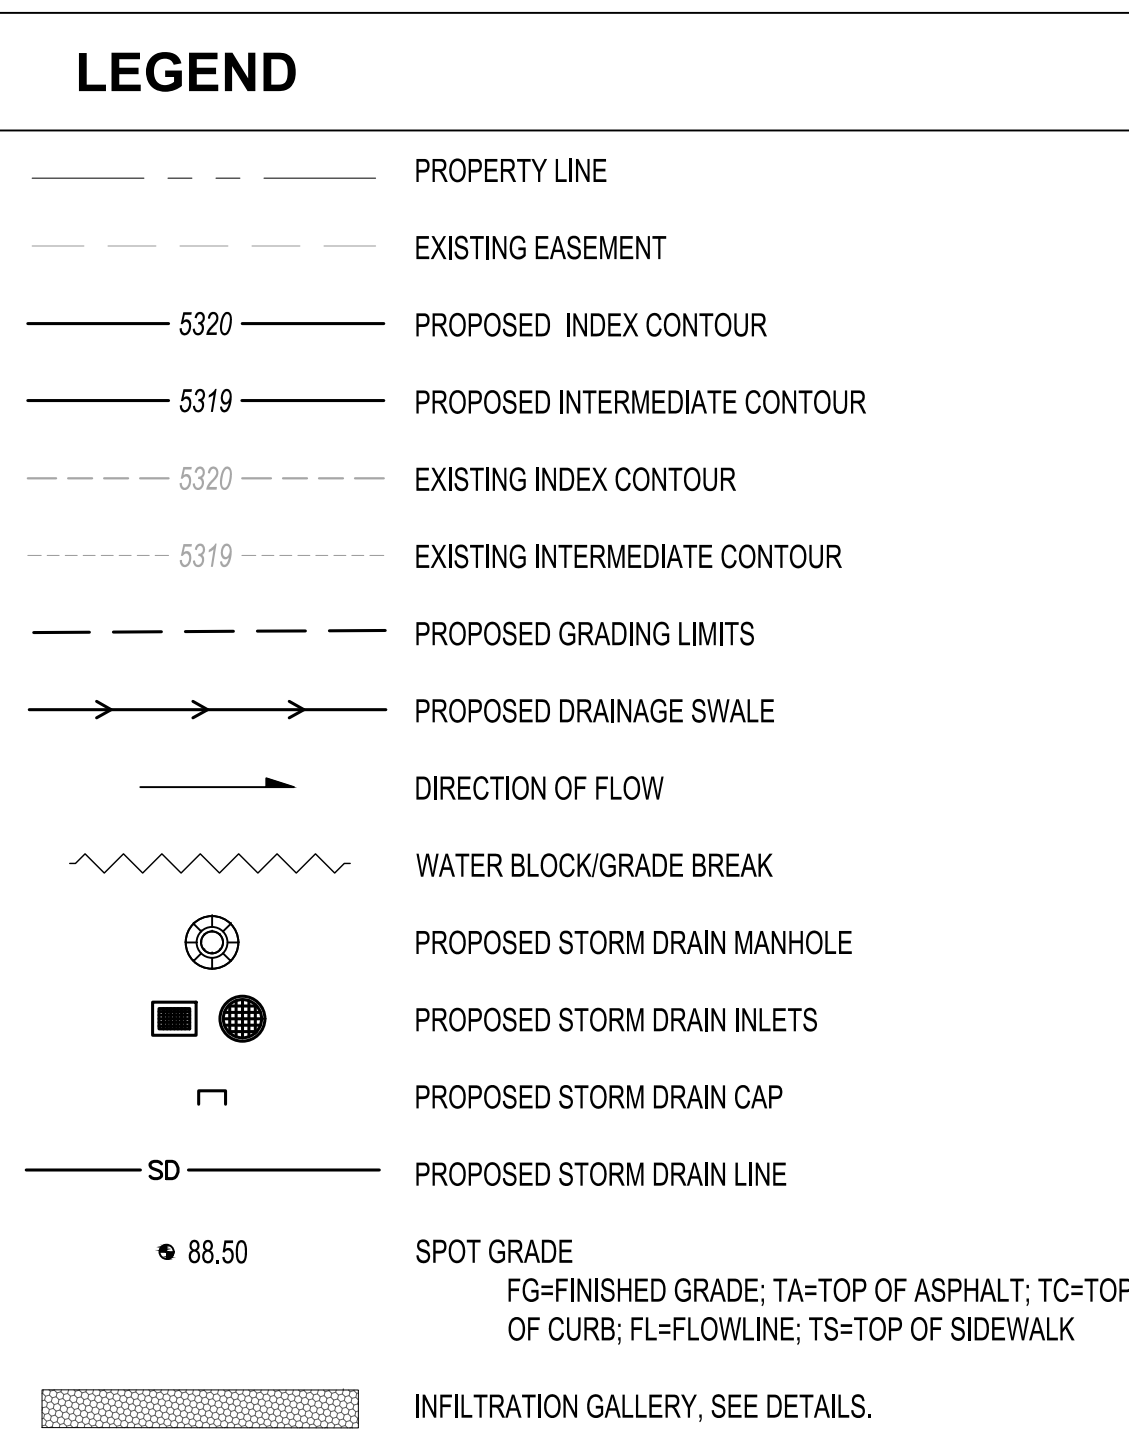 LEGEND
PROPERTY LINE
EXISTING EASEMENT
5320 PROPOSED INDEX CONTOUR
5319 PROPOSED INTERMEDIATE CONTOUR
5320 EXISTING INDEX CONTOUR
5319 EXISTING INTERMEDIATE CONTOUR
PROPOSED GRADING LIMITS
PROPOSED DRAINAGE SWALE
DIRECTION OF FLOW
WATER BLOCK/GRADE BREAK
PROPOSED STORM DRAIN MANHOLE
PROPOSED STORM DRAIN INLETS
PROPOSED STORM DRAIN CAP
SD PROPOSED STORM DRAIN LINE
88.50 SPOT GRADE
FG=FINISHED GRADE; TA=TOP OF ASPHALT; TC=TOP
OF CURB; FL=FLOWLINE; TS=TOP OF SIDEWALK
INFILTRATION GALLERY, SEE DETAILS.